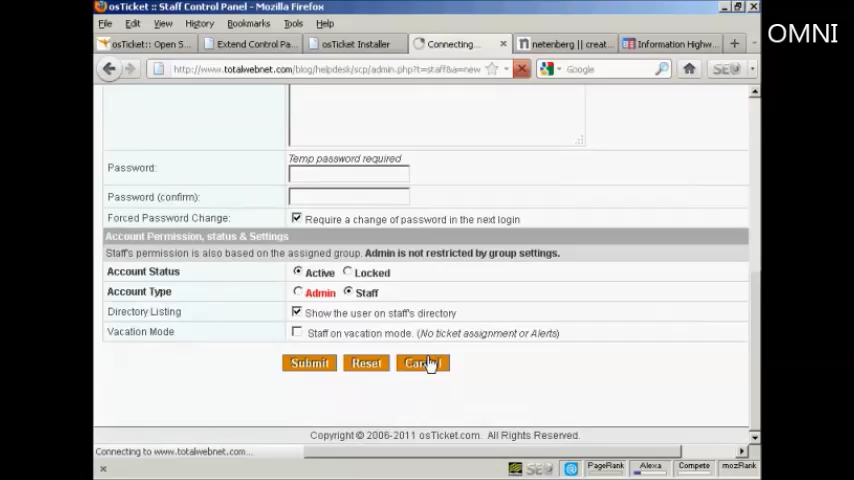 osTicket :: Staff Control Panel - Mozilla Firefox
OMNI
File Edit View History Bookmarks Tools Help
osTicket:: Open S...
Extend Control Pa...
osTicket Installer
Connecting...
netenberg || creat...
Information Highw...
http://www.totalwebnet.com/blog/helpdesk/scp/admin.php?t=staff&a=new
Google
Temp password required
Password:
Password (confirm):
Forced Password Change: Require a change of password in the next login
Account Permission, status & Settings
Staff's permission is also based on the assigned group. Admin is not restricted by group settings.
Account Status Active Locked
Account Type Admin Staff
Directory Listing Show the user on staff's directory
Vacation Mode Staff on vacation mode. (No ticket assignment or Alerts)
Submit Reset Cancel
Copyright © 2006-2011 osTicket.com. All Rights Reserved.
Connecting to www.totalwebnet.com...
PageRank Alexa Compete mozRank